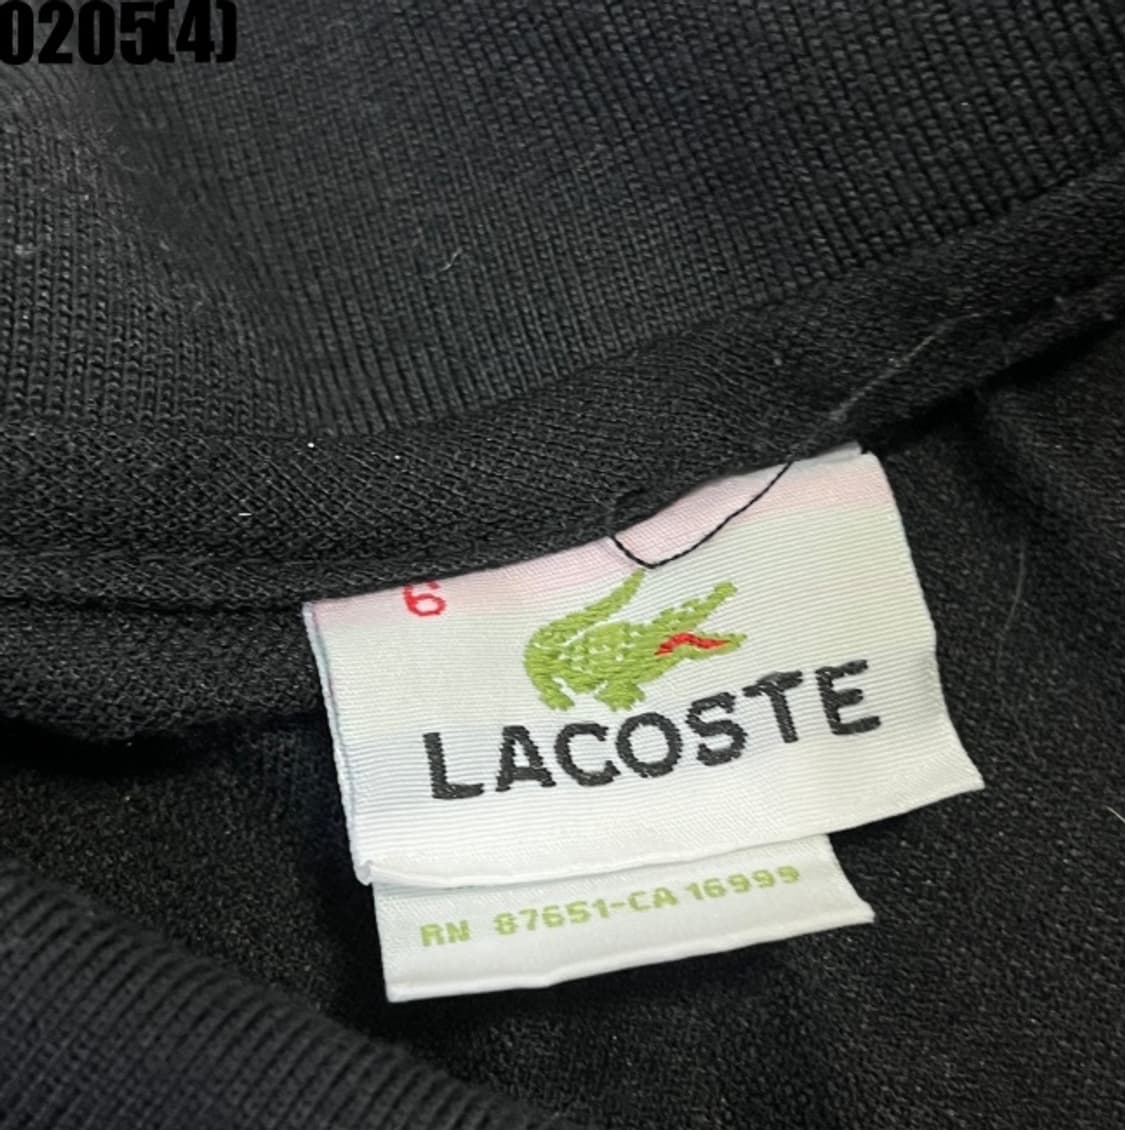 0205(4)
6
LACOSTE
RN 87651-CA 16999